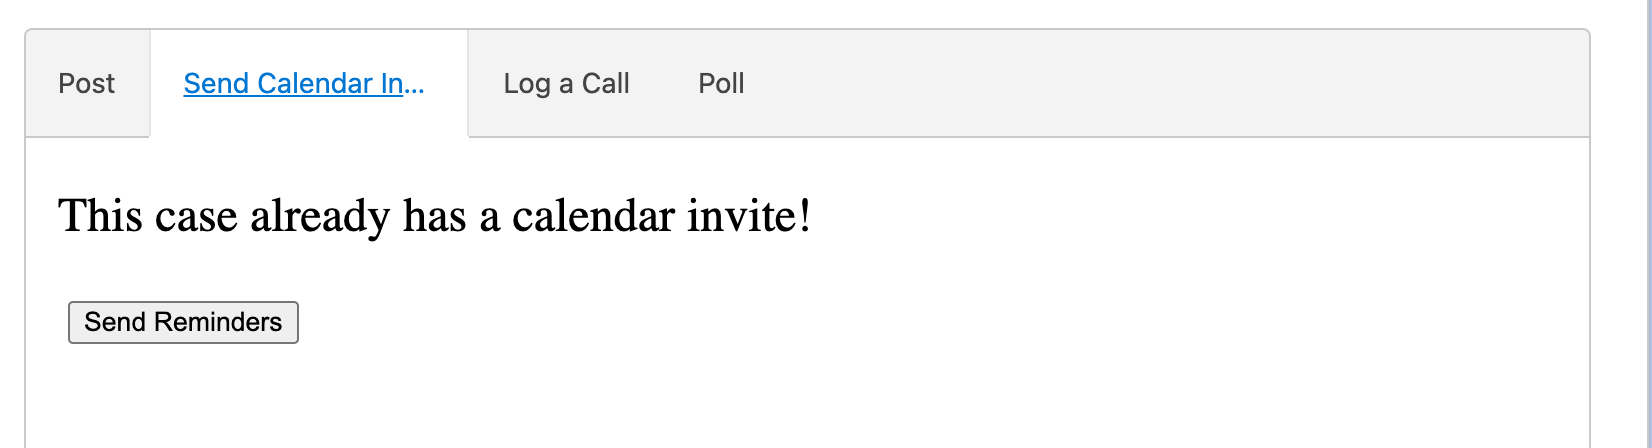 Post Send Calendar In... Log a Call Poll
This case already has a calendar invite!
Send Reminders